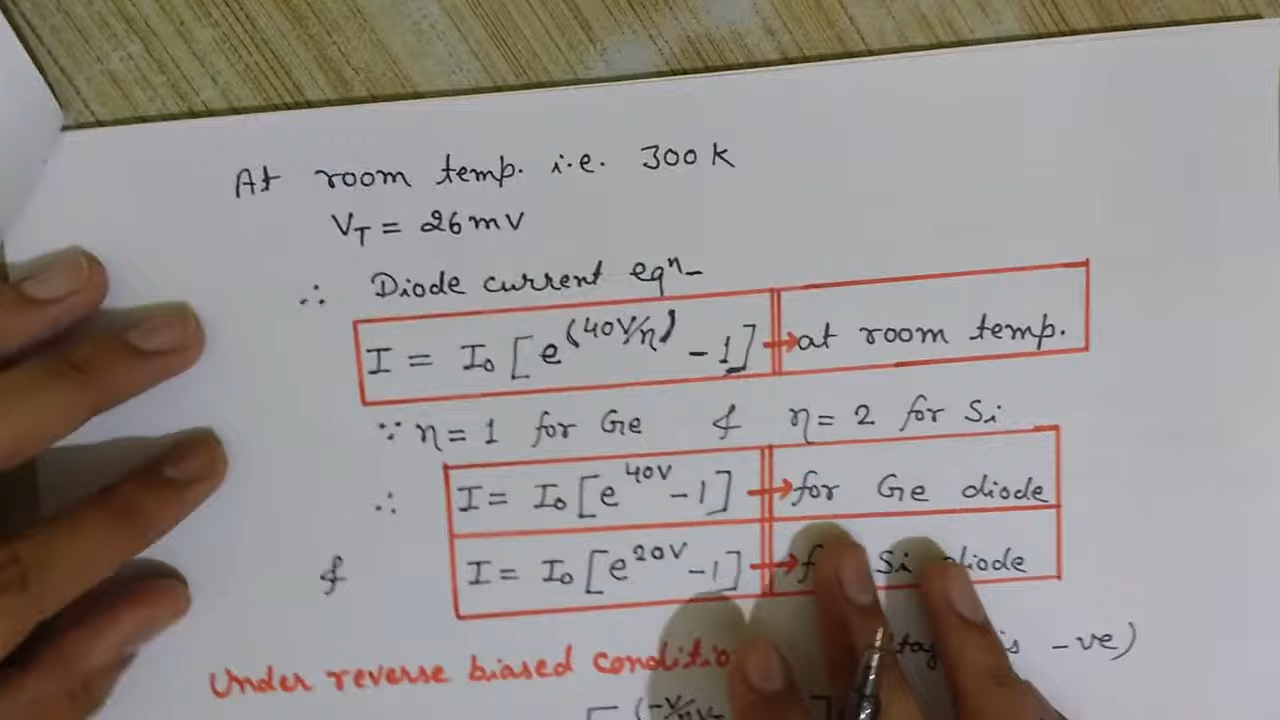 At room temp. i.e. 300 K
V_T = 26 mV
∴ Diode current eqⁿ–
I = I₀ [e^(40V/η) - 1] → at room temp.
∵ η = 1 for Ge & η = 2 for Si
∴ I = I₀ [e^40V - 1] → for Ge diode
& I = I₀ [e^20V - 1] → Si diode
Under reverse biased is -ve)